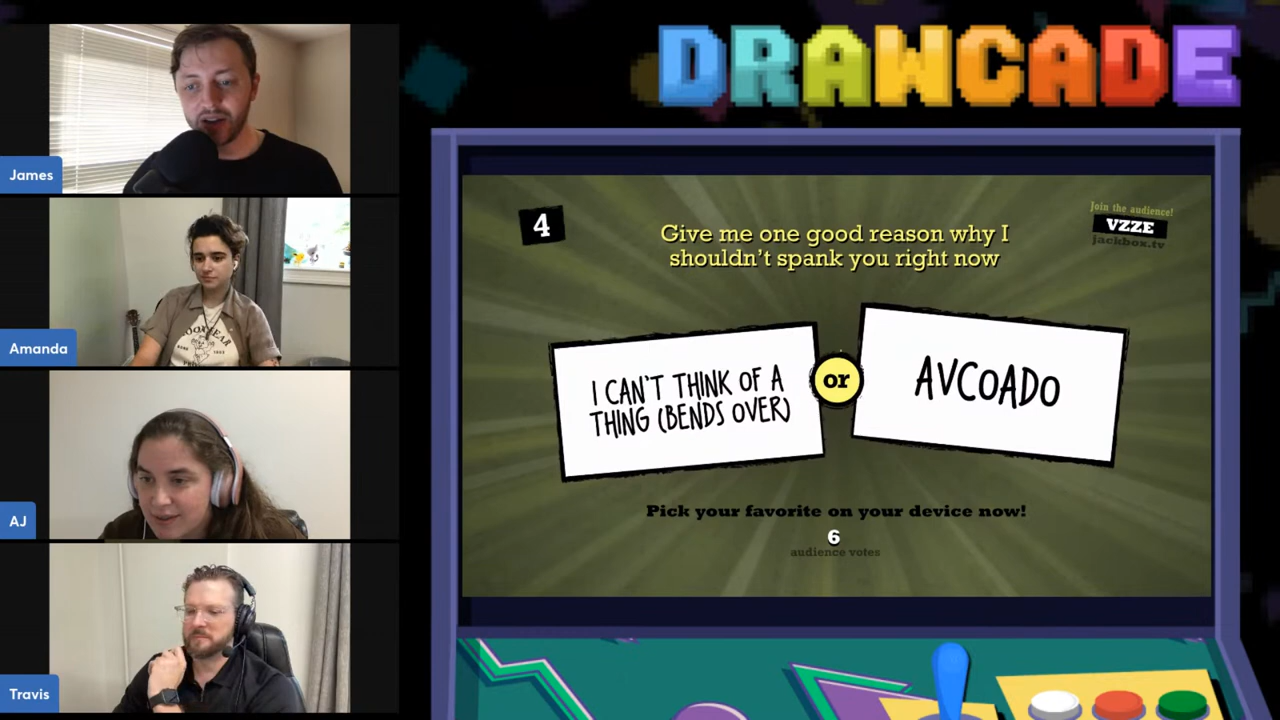 DRAWCADE
James
Amanda
AJ
Travis
4
Give me one good reason why I
shouldn't spank you right now
Join the audience!
VZZE
jackbox.tv
I CAN'T THINK OF A
THING (BENDS OVER)
or
AVCOADO
Pick your favorite on your device now!
6
audience votes